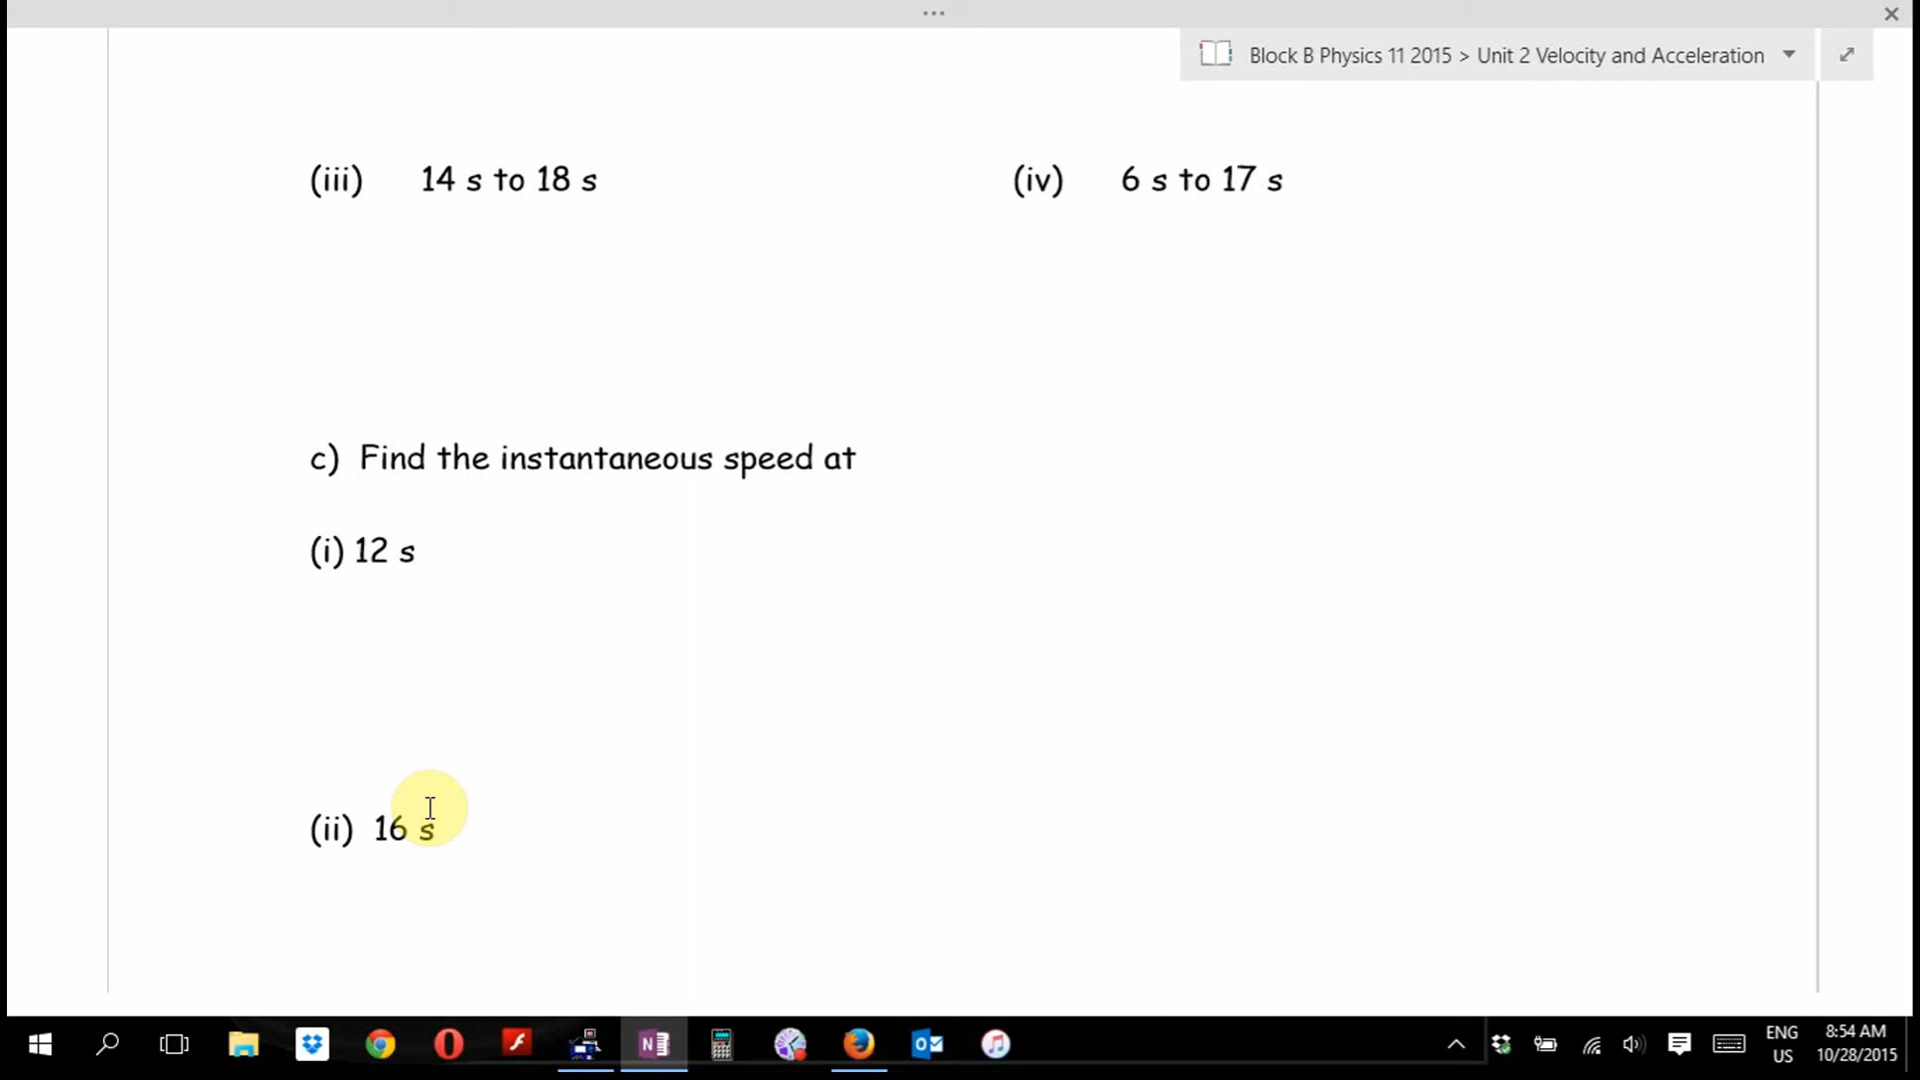 Block B Physics 11 2015 > Unit 2 Velocity and Acceleration
(iii) 14 s to 18 s (iv) 6 s to 17 s
c) Find the instantaneous speed at
(i) 12 s
(ii) 16 s
ENG 8:54 AM
US 10/28/2015